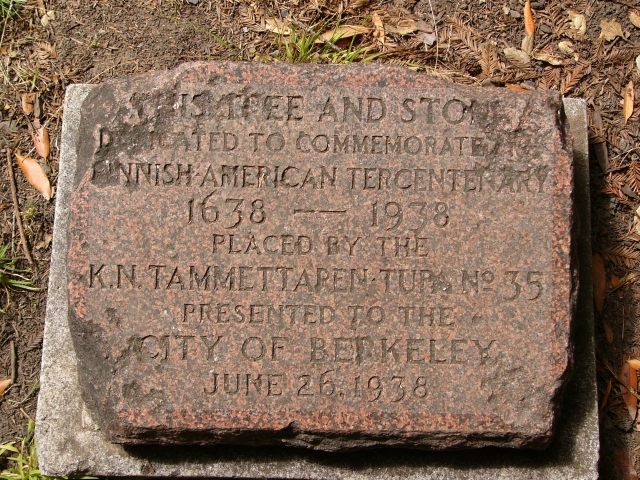 THIS TREE AND STONE
DEDICATED TO COMMEMORATE THE
FINNISH·AMERICAN TERCENTENARY
1638 — 1938
PLACED BY THE
K.N. TAMMETTAREN·TUPA Nº 35
PRESENTED TO THE
CITY OF BERKELEY
JUNE 26, 1938